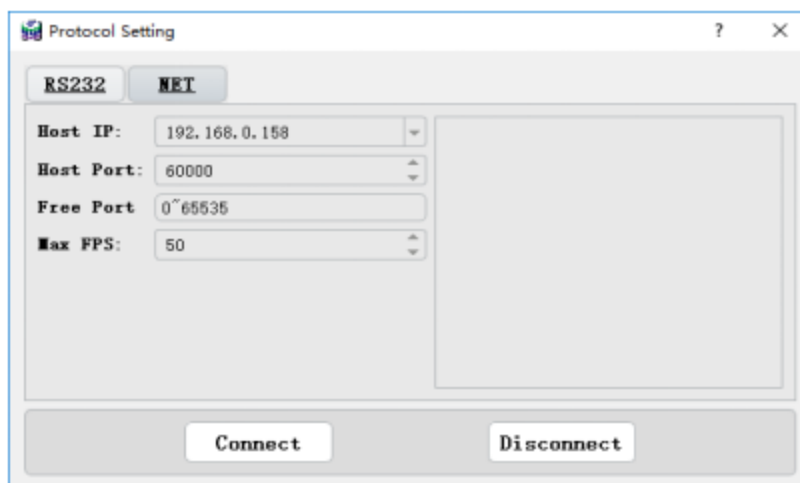 Protocol Setting ?
RS232 NET
Host IP: 192.168.0.158
Host Port: 60000
Free Port 0~65535
Max FPS: 50
Connect Disconnect